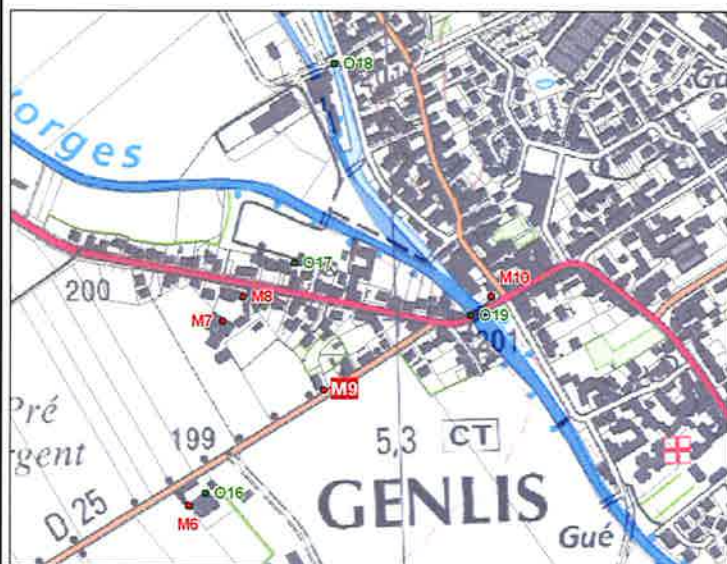 O18
Gu
orges
O17
M10
200
M8
M7
O19
201
M9
Pré
gent
199
5,3
CT
D 25
O16
M6
GENLIS
Gué